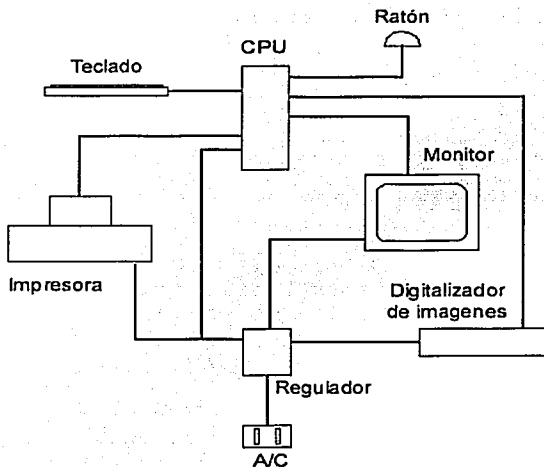 Ratón
CPU
Teclado
Monitor
Impresora
Digitalizador
de imagenes
Regulador
A/C